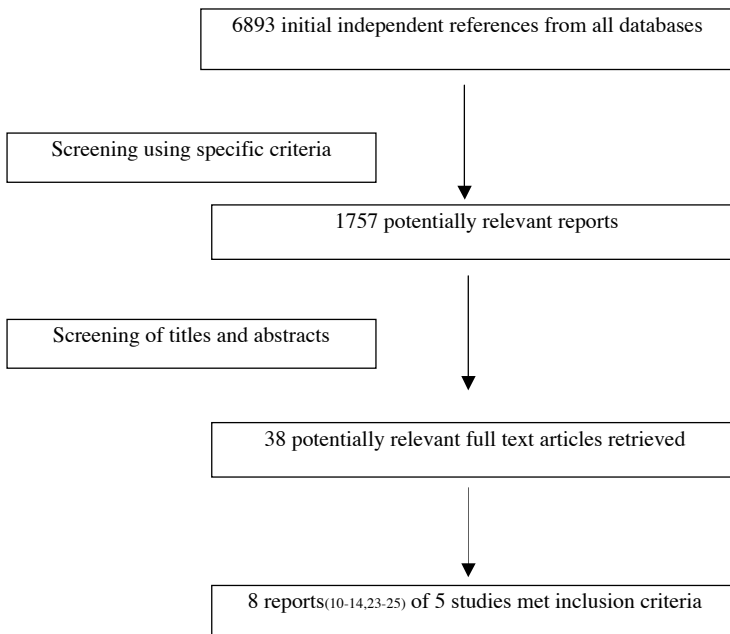 6893 initial independent references from all databases
Screening using specific criteria
1757 potentially relevant reports
Screening of titles and abstracts
38 potentially relevant full text articles retrieved
8 reports(10-14,23-25) of 5 studies met inclusion criteria